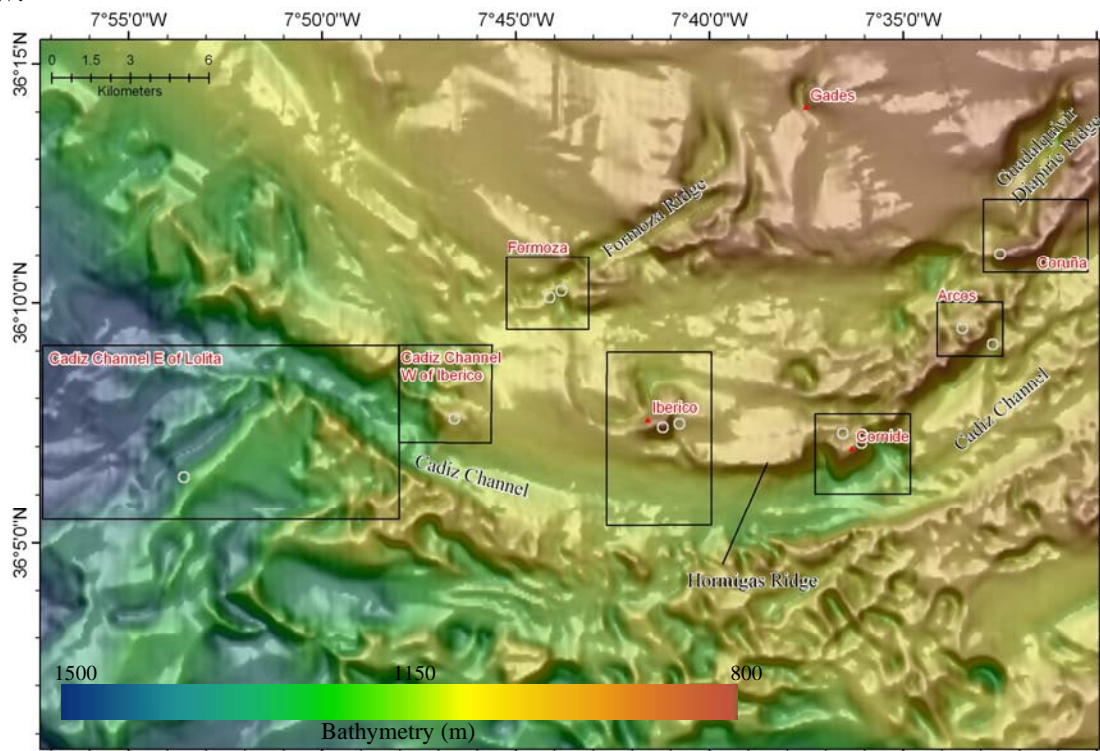 7°55'0"W 7°50'0"W 7°45'0"W 7°40'0"W 7°35'0"W
36°15'N
0 1.5 3 6
Kilometers
Gades
Guadalquivir
Diapiric Ridge
Formoza Ridge
Formoza
Coruña
36°10'0"N
Arcos
Cadiz Channel E of Lolita
Cadiz Channel
W of Iberico
Iberico
Cornide
Cadiz Channel
Cadiz Channel
36°5'0"N
Hormigas Ridge
1500 1150 800
Bathymetry (m)